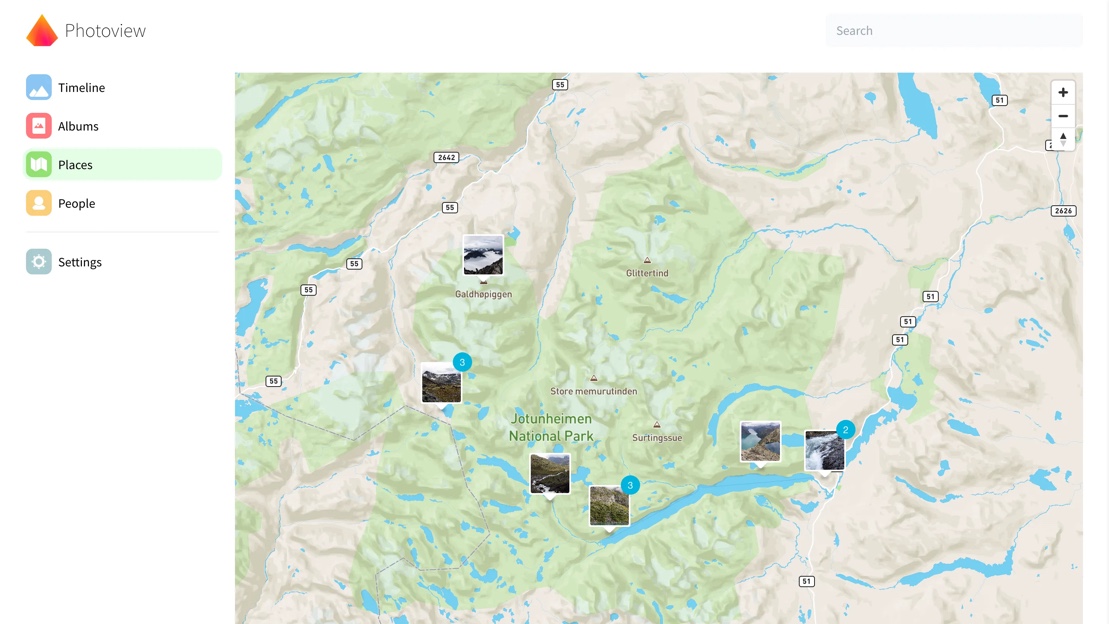 Photoview
Search
Timeline
Albums
Places
People
Settings
55
51
2642
55
2626
55
Glittertind
55
Galdhøpiggen
51
51
51
3
55
Store memurutinden
Jotunheimen
National Park
Surtingssue
2
3
51